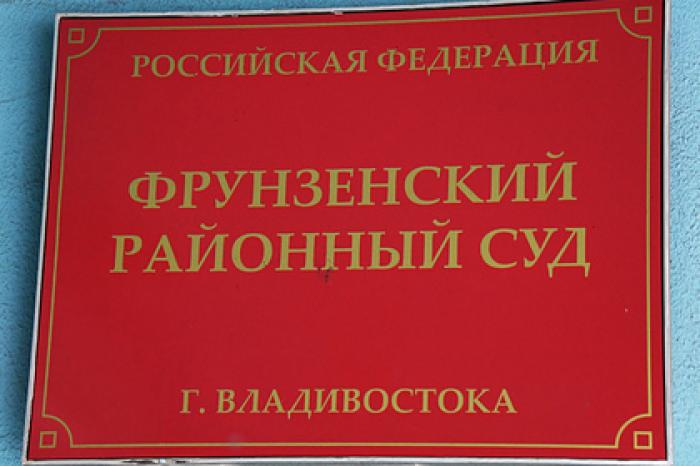 РОССИЙСКАЯ ФЕДЕРАЦИЯ
ФРУНЗЕНСКИЙ
РАЙОННЫЙ СУД
Г. ВЛАДИВОСТОКА